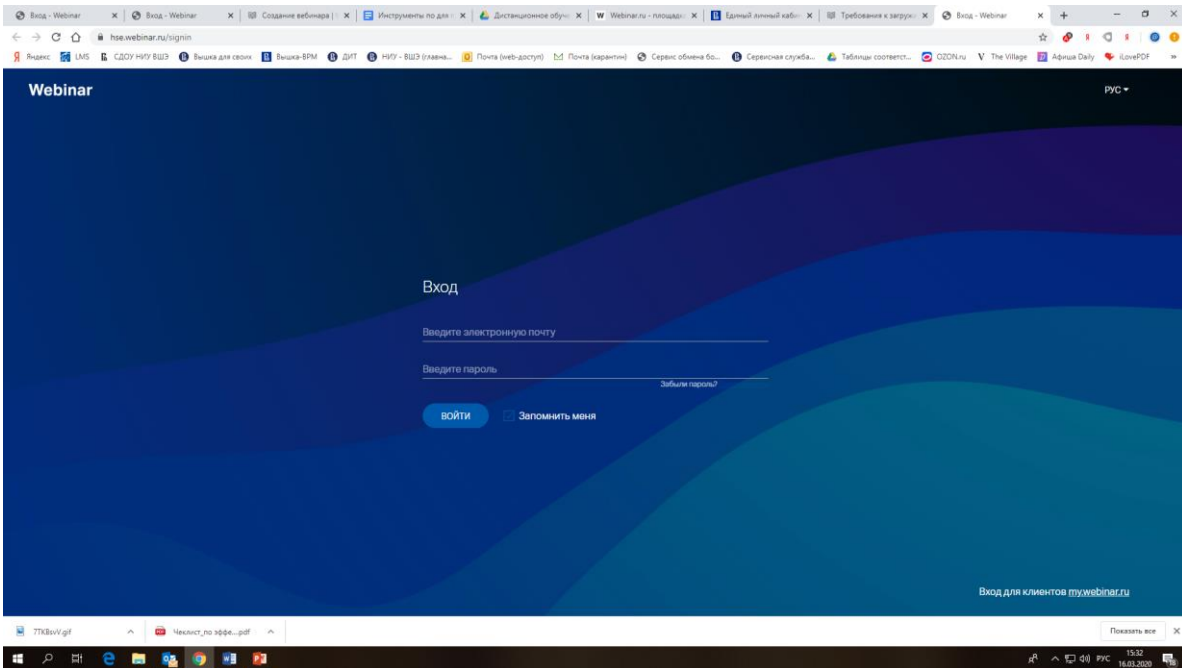 Вход - Webinar Вход - Webinar Создание вебинара | Инструменты по для Дистанционное обуч Webinar.ru - площадк Единый личный каби Требования к загруж Вход - Webinar
hse.webinar.ru/signin
Яндекс LMS СДОУ НИУ ВШЭ Вышка для своих Вышка-BPM ДИТ НИУ - ВШЭ (главна... Почта (web-доступ) Почта (карантин) Сервис обмена бо... Сервисная служба... Таблицы соответст... OZON.ru The Village Афиша Daily iLovePDF
Webinar РУС
Вход
Введите электронную почту
Введите пароль
Забыли пароль?
ВОЙТИ Запомнить меня
Вход для клиентов my.webinar.ru
7TKBsvV.gif Чеклист_по эффе....pdf Показать все
РУС 15:32
16.03.2020